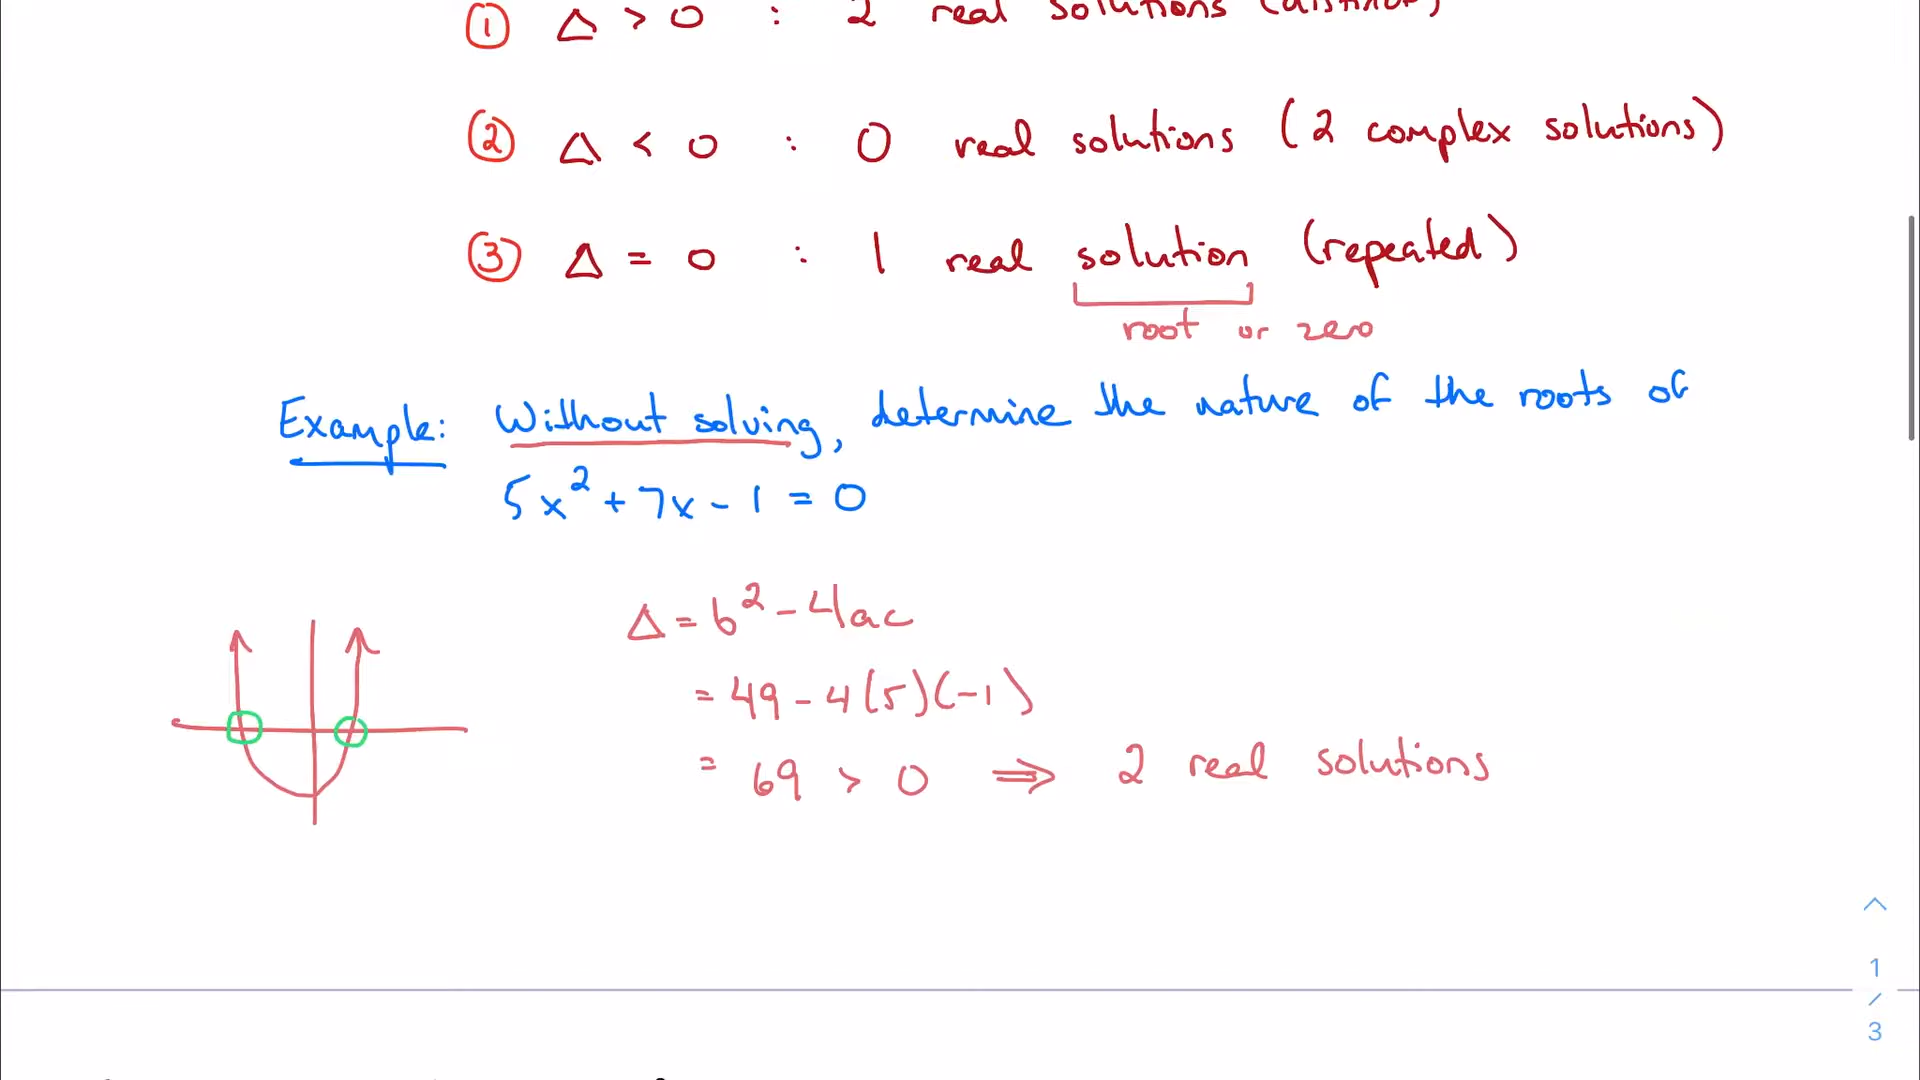 ① Δ > 0 : 2 real solutions (distinct)
② Δ < 0 : 0 real solutions (2 complex solutions)
③ Δ = 0 : 1 real solution (repeated)
root or zero
Example: Without solving, determine the nature of the roots of
5x² + 7x - 1 = 0
Δ = b² - 4ac
= 49 - 4(5)(-1)
= 69 > 0 ⇒ 2 real solutions
1
/
3